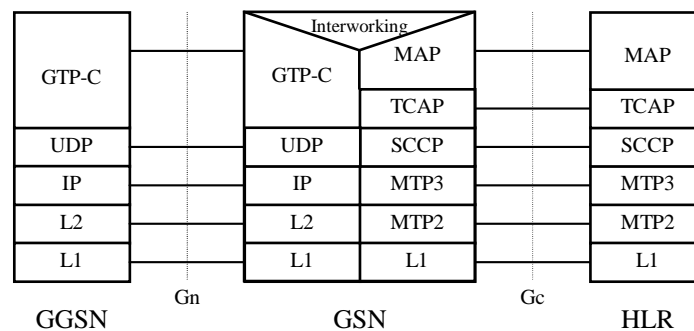 Interworking
GTP-C GTP-C MAP MAP
TCAP TCAP
UDP UDP SCCP SCCP
IP IP MTP3 MTP3
L2 L2 MTP2 MTP2
L1 L1 L1 L1
Gn Gc
GGSN GSN HLR